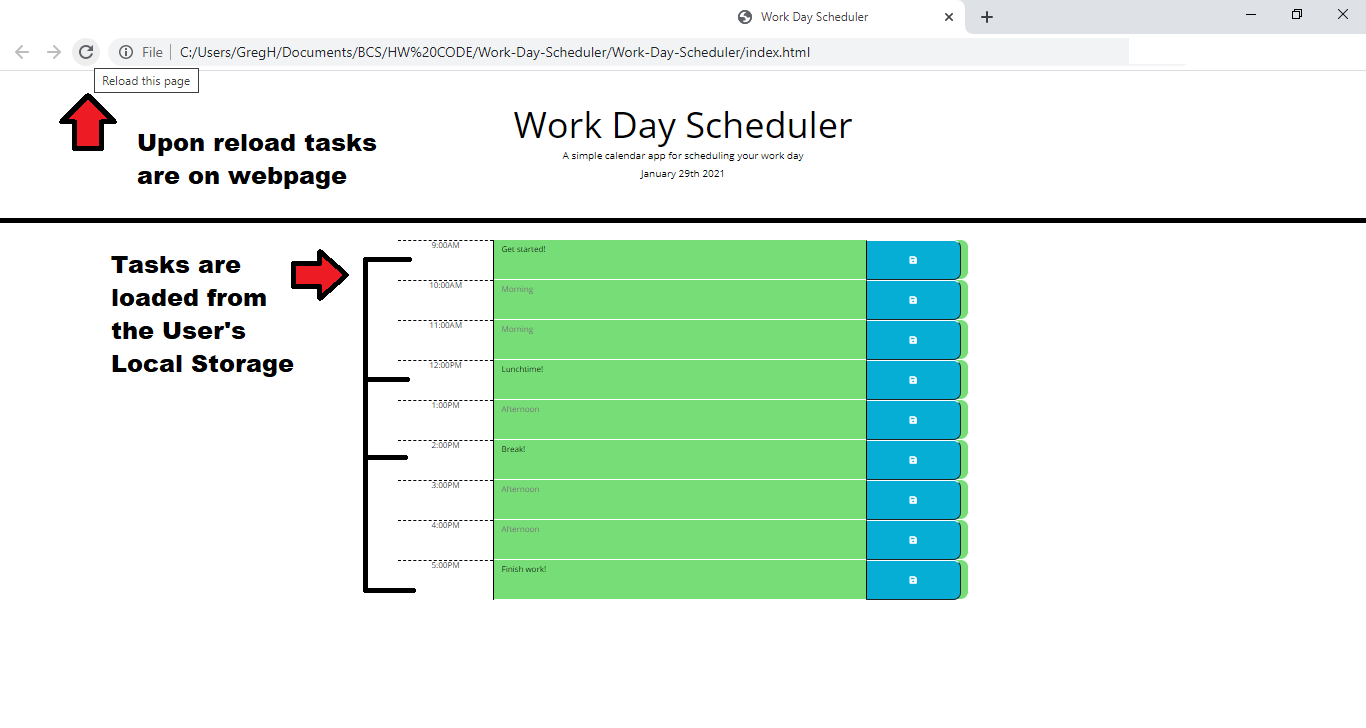 Work Day Scheduler
File | C:/Users/GregH/Documents/BCS/HW%20CODE/Work-Day-Scheduler/Work-Day-Scheduler/index.html
Reload this page
Upon reload tasks
are on webpage
Work Day Scheduler
A simple calendar app for scheduling your work day
January 29th 2021
Tasks are
loaded from
the User's
Local Storage
9:00AM Get started!
10:00AM Morning
11:00AM Morning
12:00PM Lunchtime!
1:00PM Afternoon
2:00PM Break!
3:00PM Afternoon
4:00PM Afternoon
5:00PM Finish work!